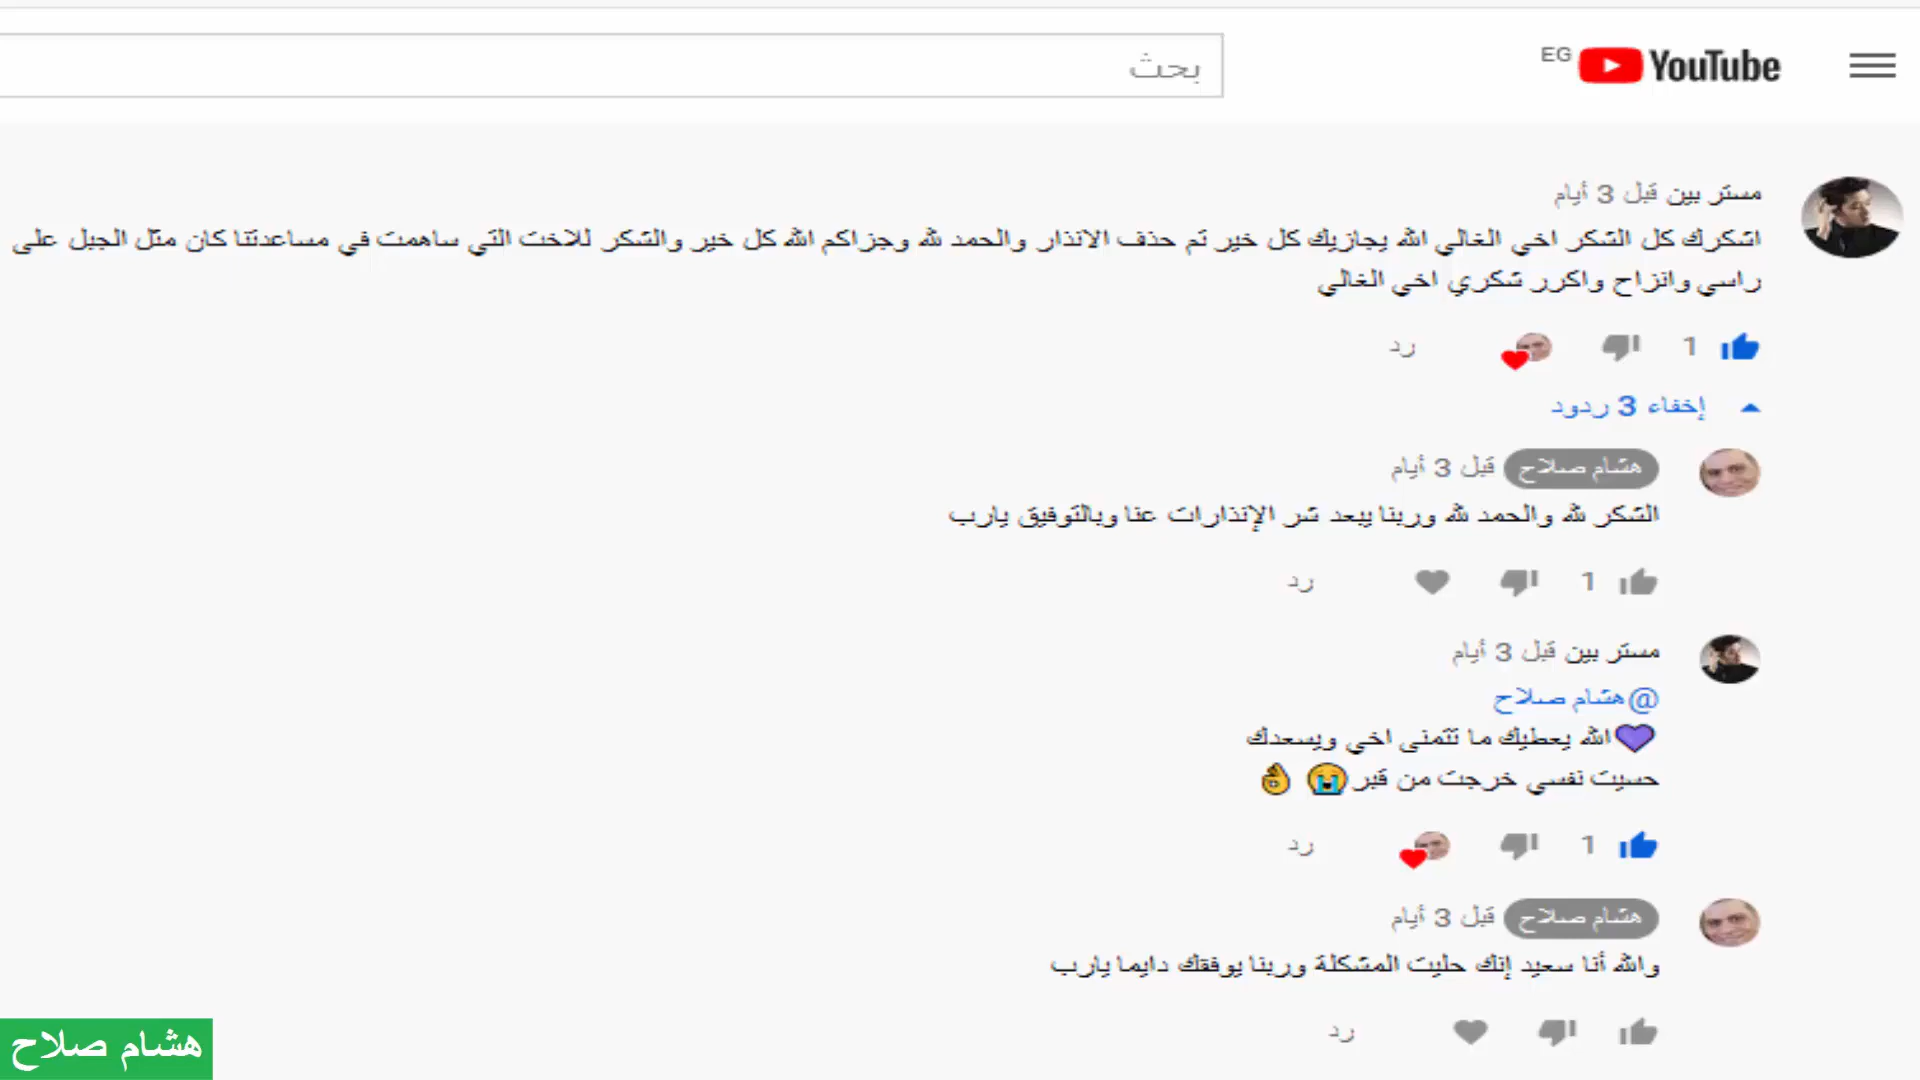 بحث
YouTube EG
مستر بين قبل 3 أيام
اشكرك كل الشكر اخي الغالي الله يجازيك كل خير تم حذف الانذار والحمد لله وجزاكم الله كل خير والشكر للاخت التي ساهمت في مساعدتنا كان مثل الجبل على
راسي وانزاح واكرر شكري اخي الغالي
1
رد
إخفاء 3 ردود
هشام صلاح قبل 3 أيام
الشكر لله والحمد لله وربنا يبعد شر الإنذارات عنا وبالتوفيق يارب
1
رد
مستر بين قبل 3 أيام
@هشام صلاح
💜الله يعطيك ما تتمنى اخي ويسعدك
حسيت نفسي خرجت من قبر😭 👌
1
رد
هشام صلاح قبل 3 أيام
والله أنا سعيد إنك حليت المشكلة وربنا يوفقك دايما يارب
رد
هشام صلاح